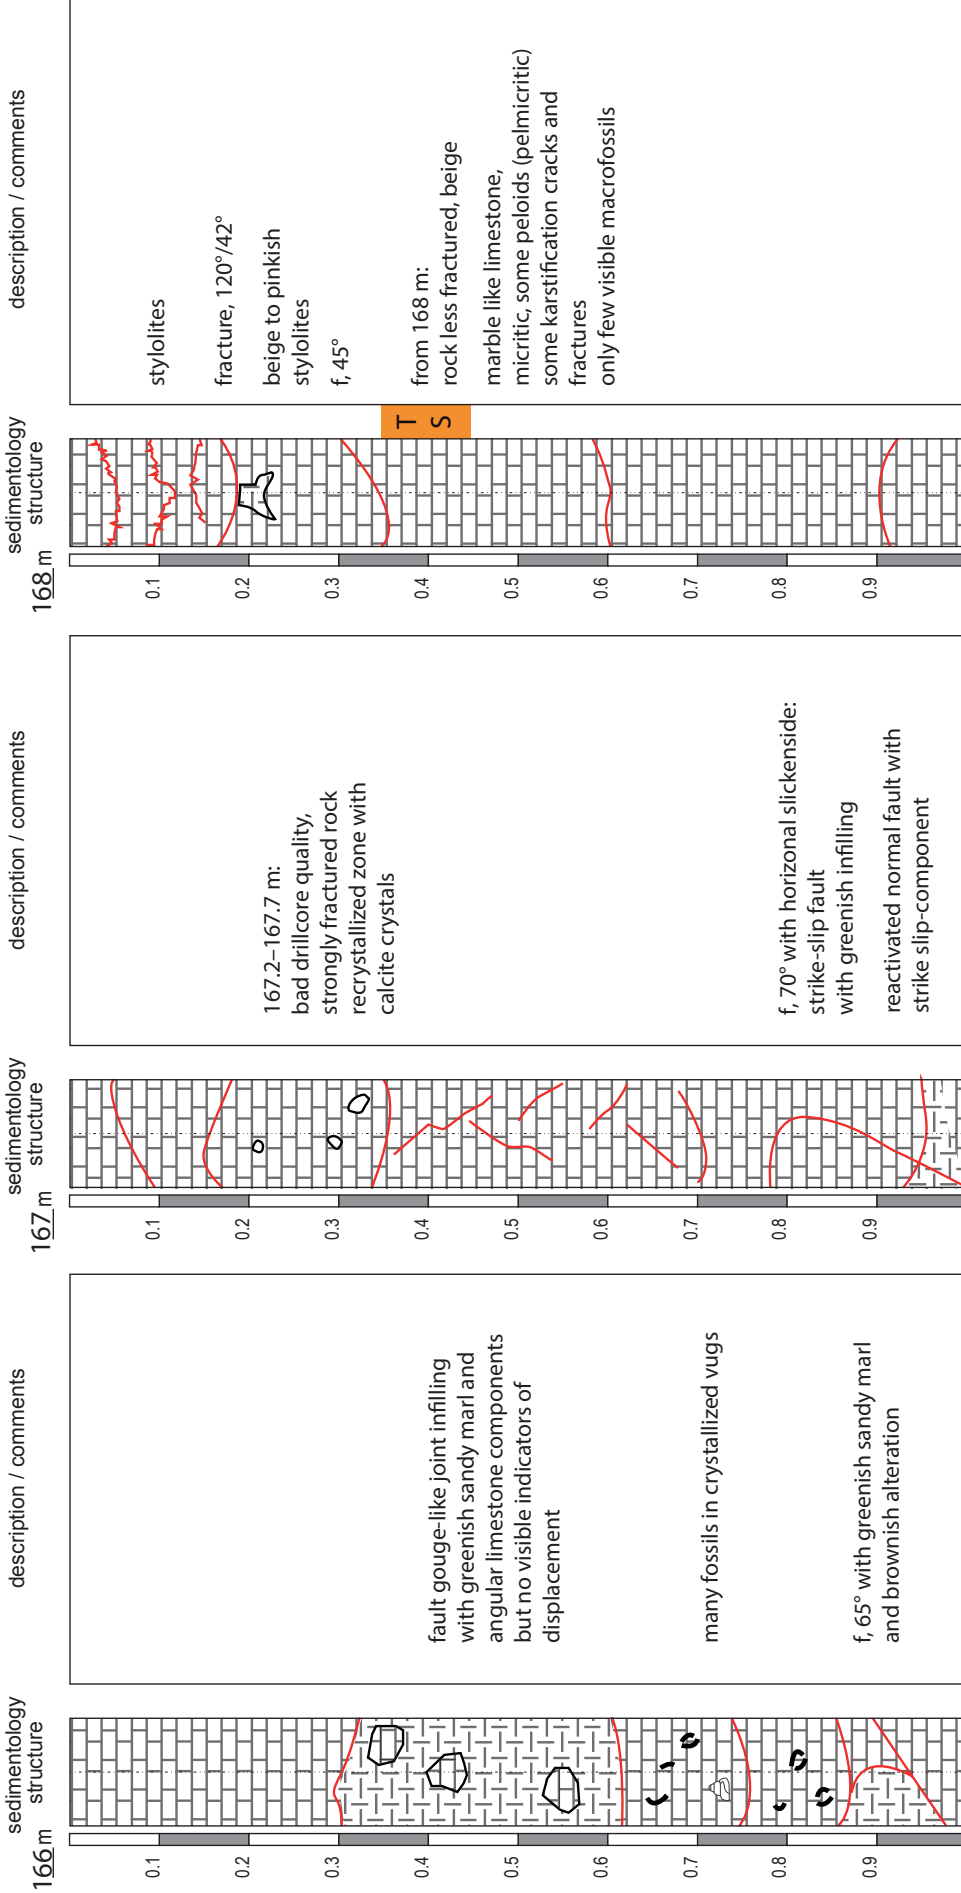 166 m
sedimentology
structure
description / comments
0.1
0.2
0.3
0.4
0.5
0.6
0.7
0.8
0.9
fault gouge-like joint infilling
with greenish sandy marl and
angular limestone components
but no visible indicators of
displacement
many fossils in crystallized vugs
f, 65° with greenish sandy marl
and brownish alteration
167 m
sedimentology
structure
description / comments
0.1
0.2
0.3
0.4
0.5
0.6
0.7
0.8
0.9
167.2–167.7 m:
bad drillcore quality,
strongly fractured rock
recrystallized zone with
calcite crystals
f, 70° with horizonal slickenside:
strike-slip fault
with greenish infilling
reactivated normal fault with
strike slip-component
168 m
sedimentology
structure
description / comments
0.1
0.2
0.3
0.4
0.5
0.6
0.7
0.8
0.9
T
S
stylolites
fracture, 120°/42°
beige to pinkish
stylolites
f, 45°
from 168 m:
rock less fractured, beige
marble like limestone,
micritic, some peloids (pelmicritic)
some karstification cracks and
fractures
only few visible macrofossils